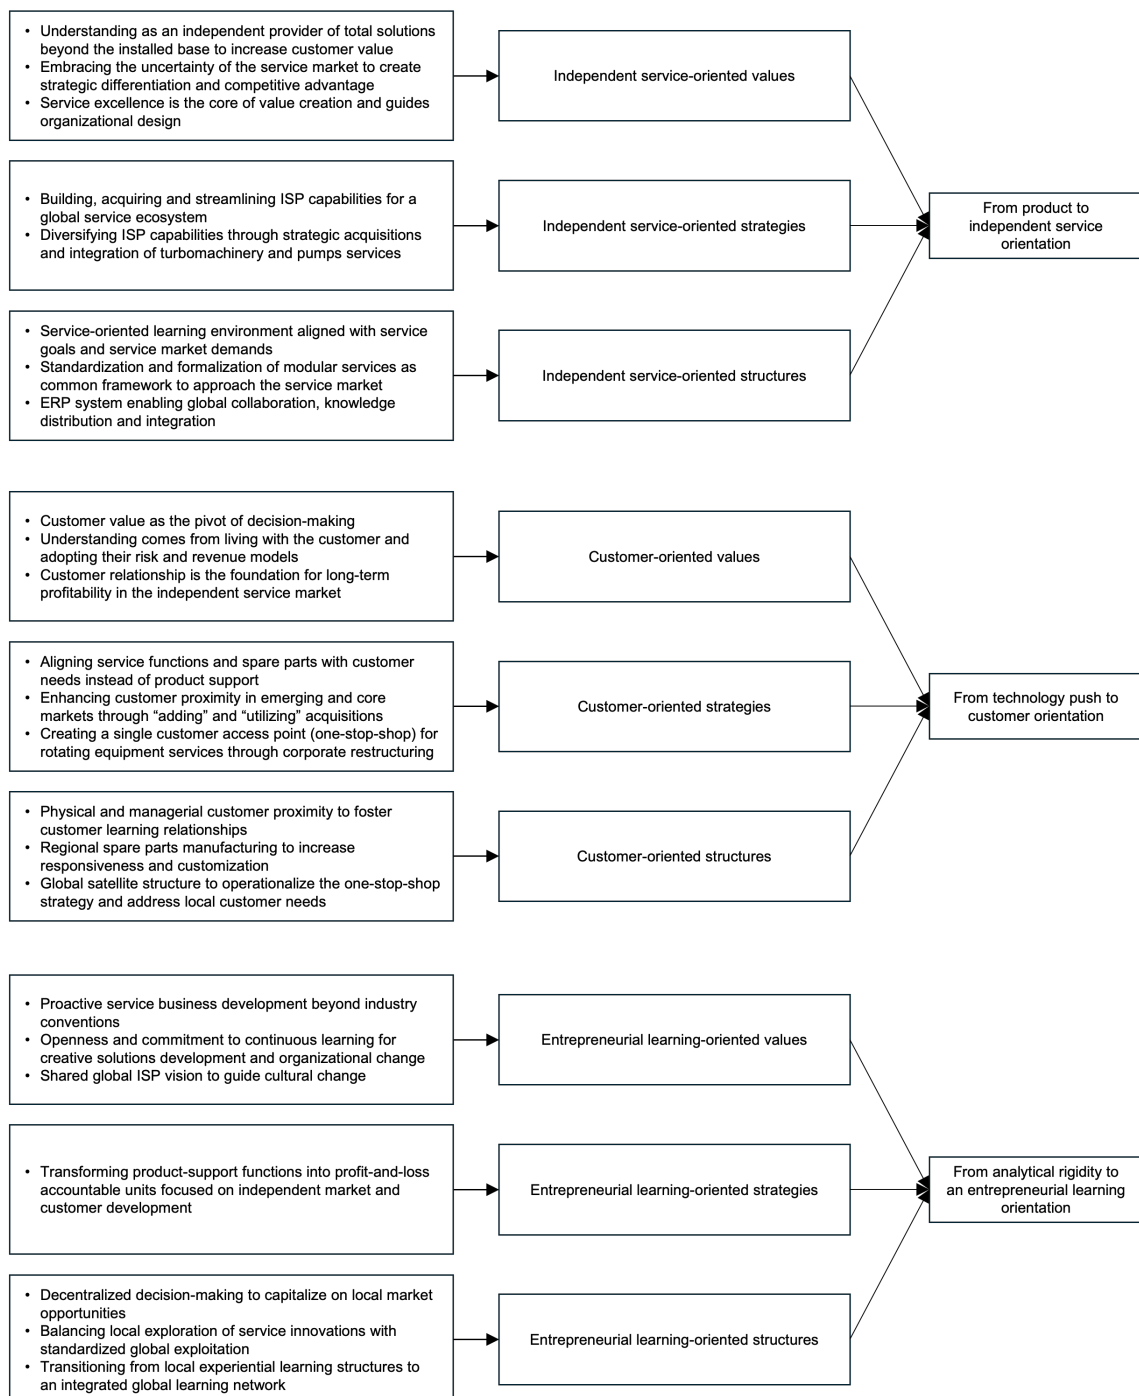 • Understanding as an independent provider of total solutions
beyond the installed base to increase customer value
• Embracing the uncertainty of the service market to create
strategic differentiation and competitive advantage
• Service excellence is the core of value creation and guides
organizational design
Independent service-oriented values
• Building, acquiring and streamlining ISP capabilities for a
global service ecosystem
• Diversifying ISP capabilities through strategic acquisitions
and integration of turbomachinery and pumps services
Independent service-oriented strategies
From product to
independent service
orientation
• Service-oriented learning environment aligned with service
goals and service market demands
• Standardization and formalization of modular services as
common framework to approach the service market
• ERP system enabling global collaboration, knowledge
distribution and integration
Independent service-oriented structures
• Customer value as the pivot of decision-making
• Understanding comes from living with the customer and
adopting their risk and revenue models
• Customer relationship is the foundation for long-term
profitability in the independent service market
Customer-oriented values
• Aligning service functions and spare parts with customer
needs instead of product support
• Enhancing customer proximity in emerging and core
markets through “adding” and “utilizing” acquisitions
• Creating a single customer access point (one-stop-shop) for
rotating equipment services through corporate restructuring
Customer-oriented strategies
From technology push to
customer orientation
• Physical and managerial customer proximity to foster
customer learning relationships
• Regional spare parts manufacturing to increase
responsiveness and customization
• Global satellite structure to operationalize the one-stop-shop
strategy and address local customer needs
Customer-oriented structures
• Proactive service business development beyond industry
conventions
• Openness and commitment to continuous learning for
creative solutions development and organizational change
• Shared global ISP vision to guide cultural change
Entrepreneurial learning-oriented values
• Transforming product-support functions into profit-and-loss
accountable units focused on independent market and
customer development
Entrepreneurial learning-oriented strategies
From analytical rigidity to
an entrepreneurial learning
orientation
• Decentralized decision-making to capitalize on local market
opportunities
• Balancing local exploration of service innovations with
standardized global exploitation
• Transitioning from local experiential learning structures to
an integrated global learning network
Entrepreneurial learning-oriented structures